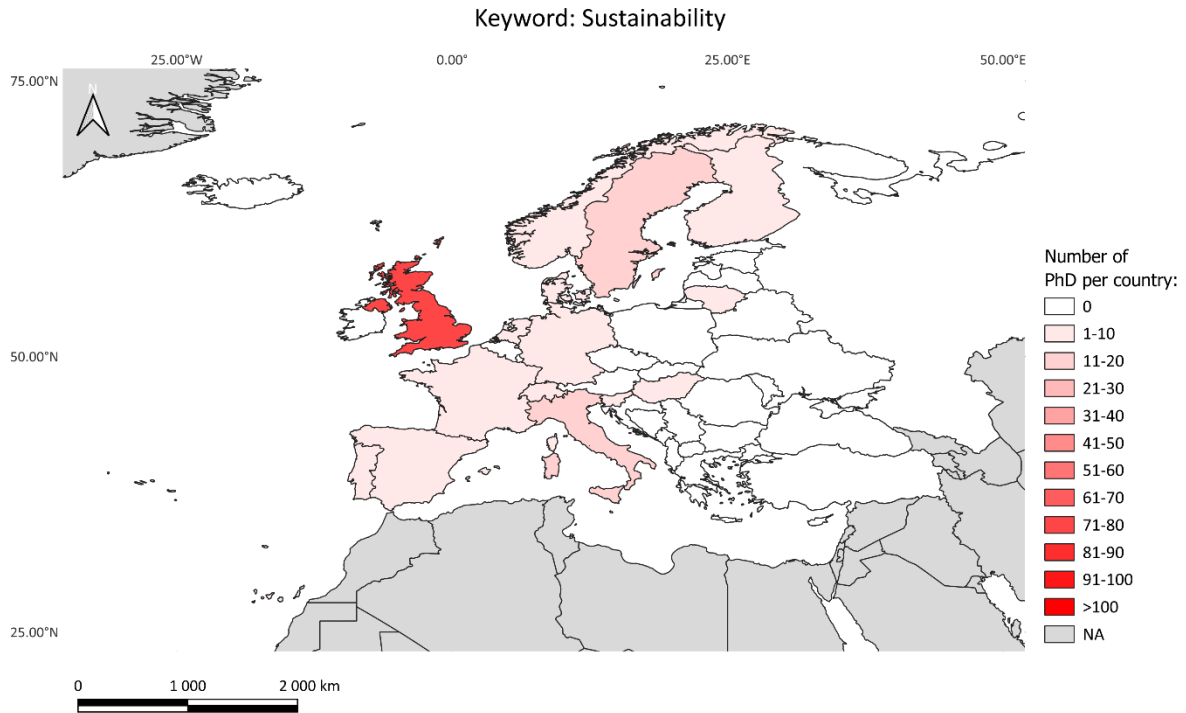 Keyword: Sustainability
25.00°W 0.00° 25.00°E 50.00°E
75.00°N
N
50.00°N
25.00°N
Number of
PhD per country:
0
1-10
11-20
21-30
31-40
41-50
51-60
61-70
71-80
81-90
91-100
>100
NA
0 1 000 2 000 km